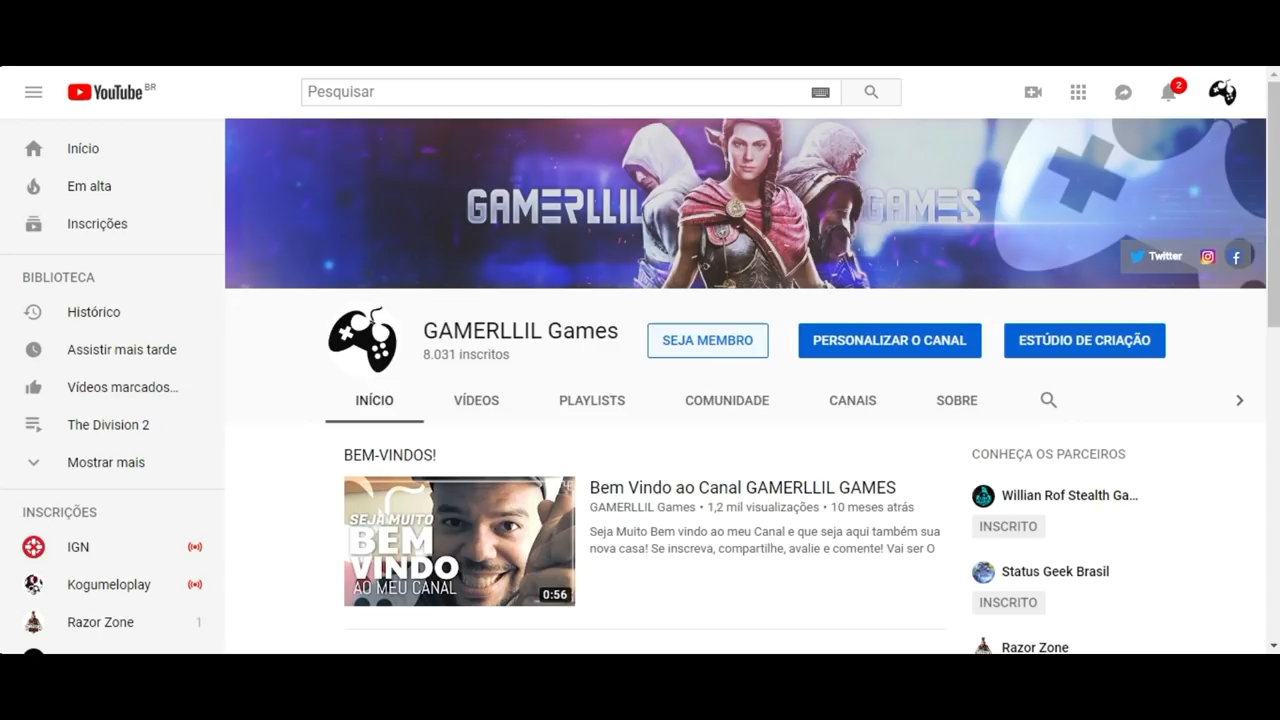 YouTube BR
Pesquisar
2
Início
Em alta
Inscrições
BIBLIOTECA
Histórico
Assistir mais tarde
Vídeos marcados...
The Division 2
Mostrar mais
INSCRIÇÕES
IGN
Kogumeloplay
Razor Zone 1
GAMERLLIL GAMES
Twitter
GAMERLLIL Games
8.031 inscritos
SEJA MEMBRO
PERSONALIZAR O CANAL
ESTÚDIO DE CRIAÇÃO
INÍCIO
VÍDEOS
PLAYLISTS
COMUNIDADE
CANAIS
SOBRE
BEM-VINDOS!
SEJA MUITO
BEM
VINDO
AO MEU CANAL
0:56
Bem Vindo ao Canal GAMERLLIL GAMES
GAMERLLIL Games • 1,2 mil visualizações • 10 meses atrás
Seja Muito Bem vindo ao meu Canal e que seja aqui também sua
nova casa! Se inscreva, compartilhe, avalie e comente! Vai ser O
CONHEÇA OS PARCEIROS
Willian Rof Stealth Ga...
INSCRITO
Status Geek Brasil
INSCRITO
Razor Zone